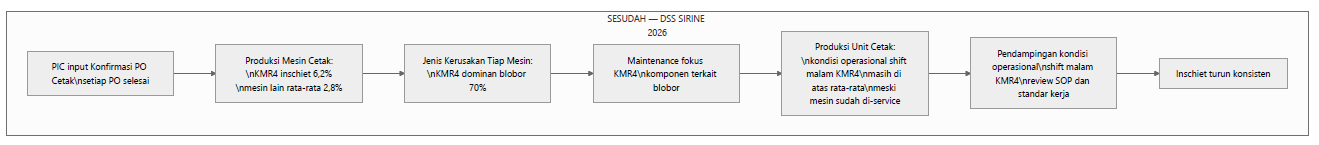 SESUDAH — DSS SIRINE
2026
PIC input Konfirmasi PO
Cetak\nsetiap PO selesai
Produksi Mesin Cetak:
\nKMR4 inschiet 6,2%
\nmesin lain rata-rata 2,8%
Jenis Kerusakan Tiap Mesin:
\nKMR4 dominan blobor
70%
Maintenance fokus
KMR4\nkomponen terkait
blobor
Produksi Unit Cetak:
\nkondisi operasional shift
malam KMR4\nmasih di
atas rata-rata\nmeski
mesin sudah di-service
Pendampingan kondisi
operasional\nshift malam
KMR4\nreview SOP dan
standar kerja
Inschiet turun konsisten